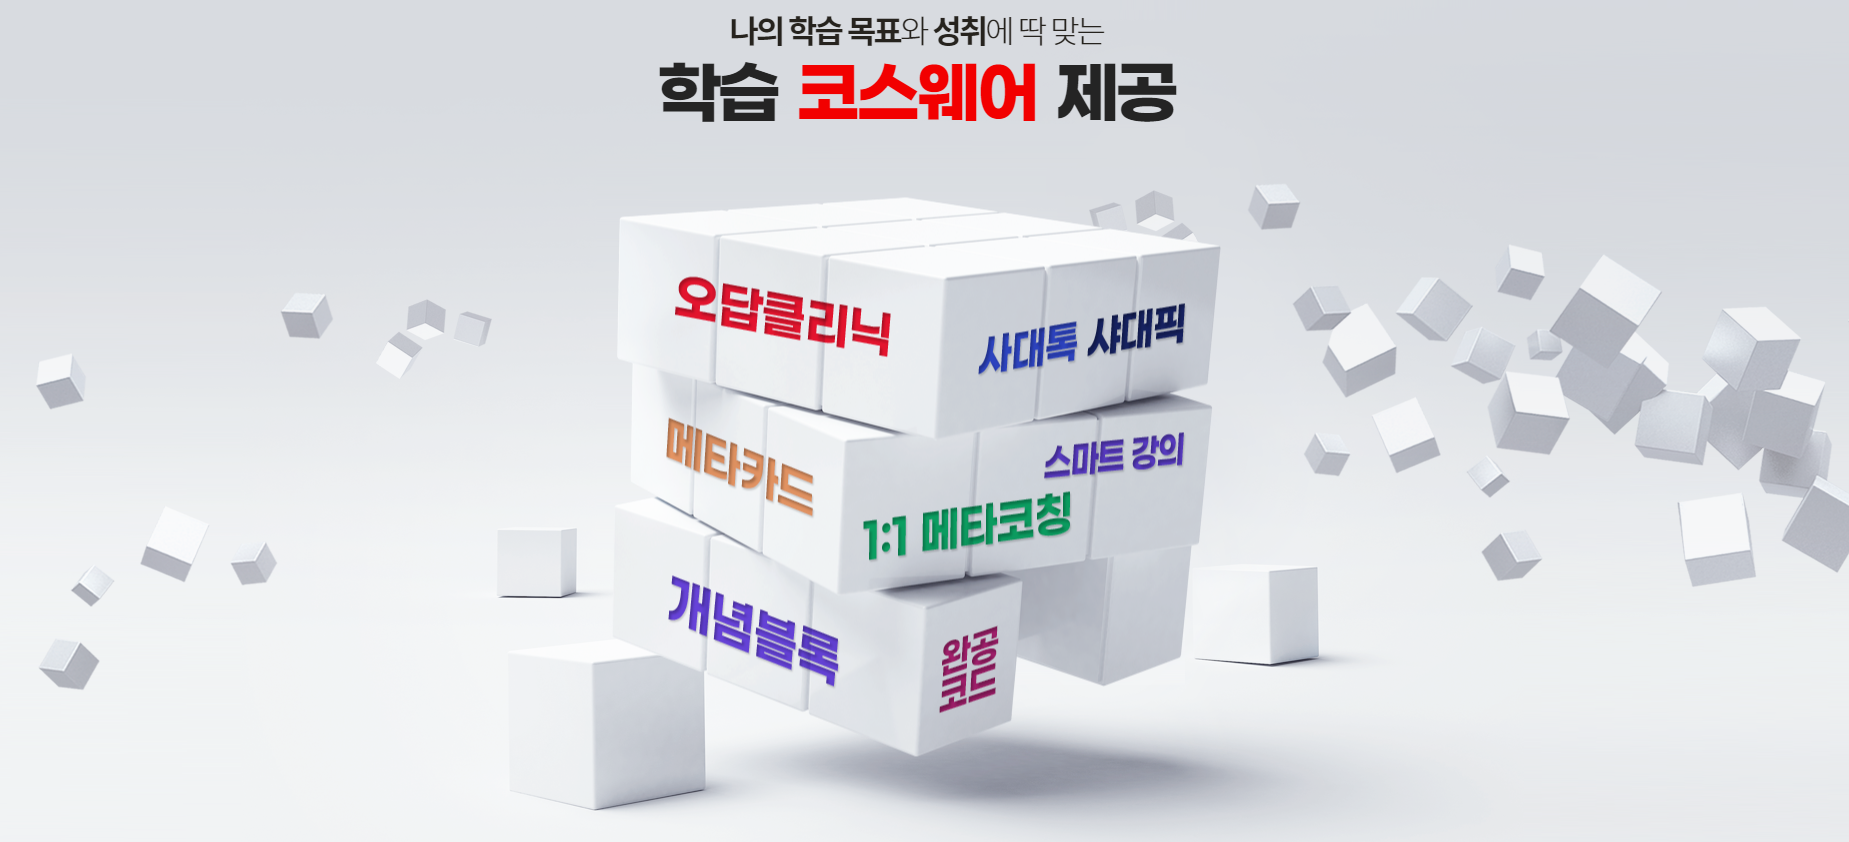 나의 학습 목표와 성취에 딱 맞는
학습 코스웨어 제공
오답클리닉
사대톡 샤대픽
메타카드
스마트 강의
1:1 메타코칭
개념블록
완공
코드